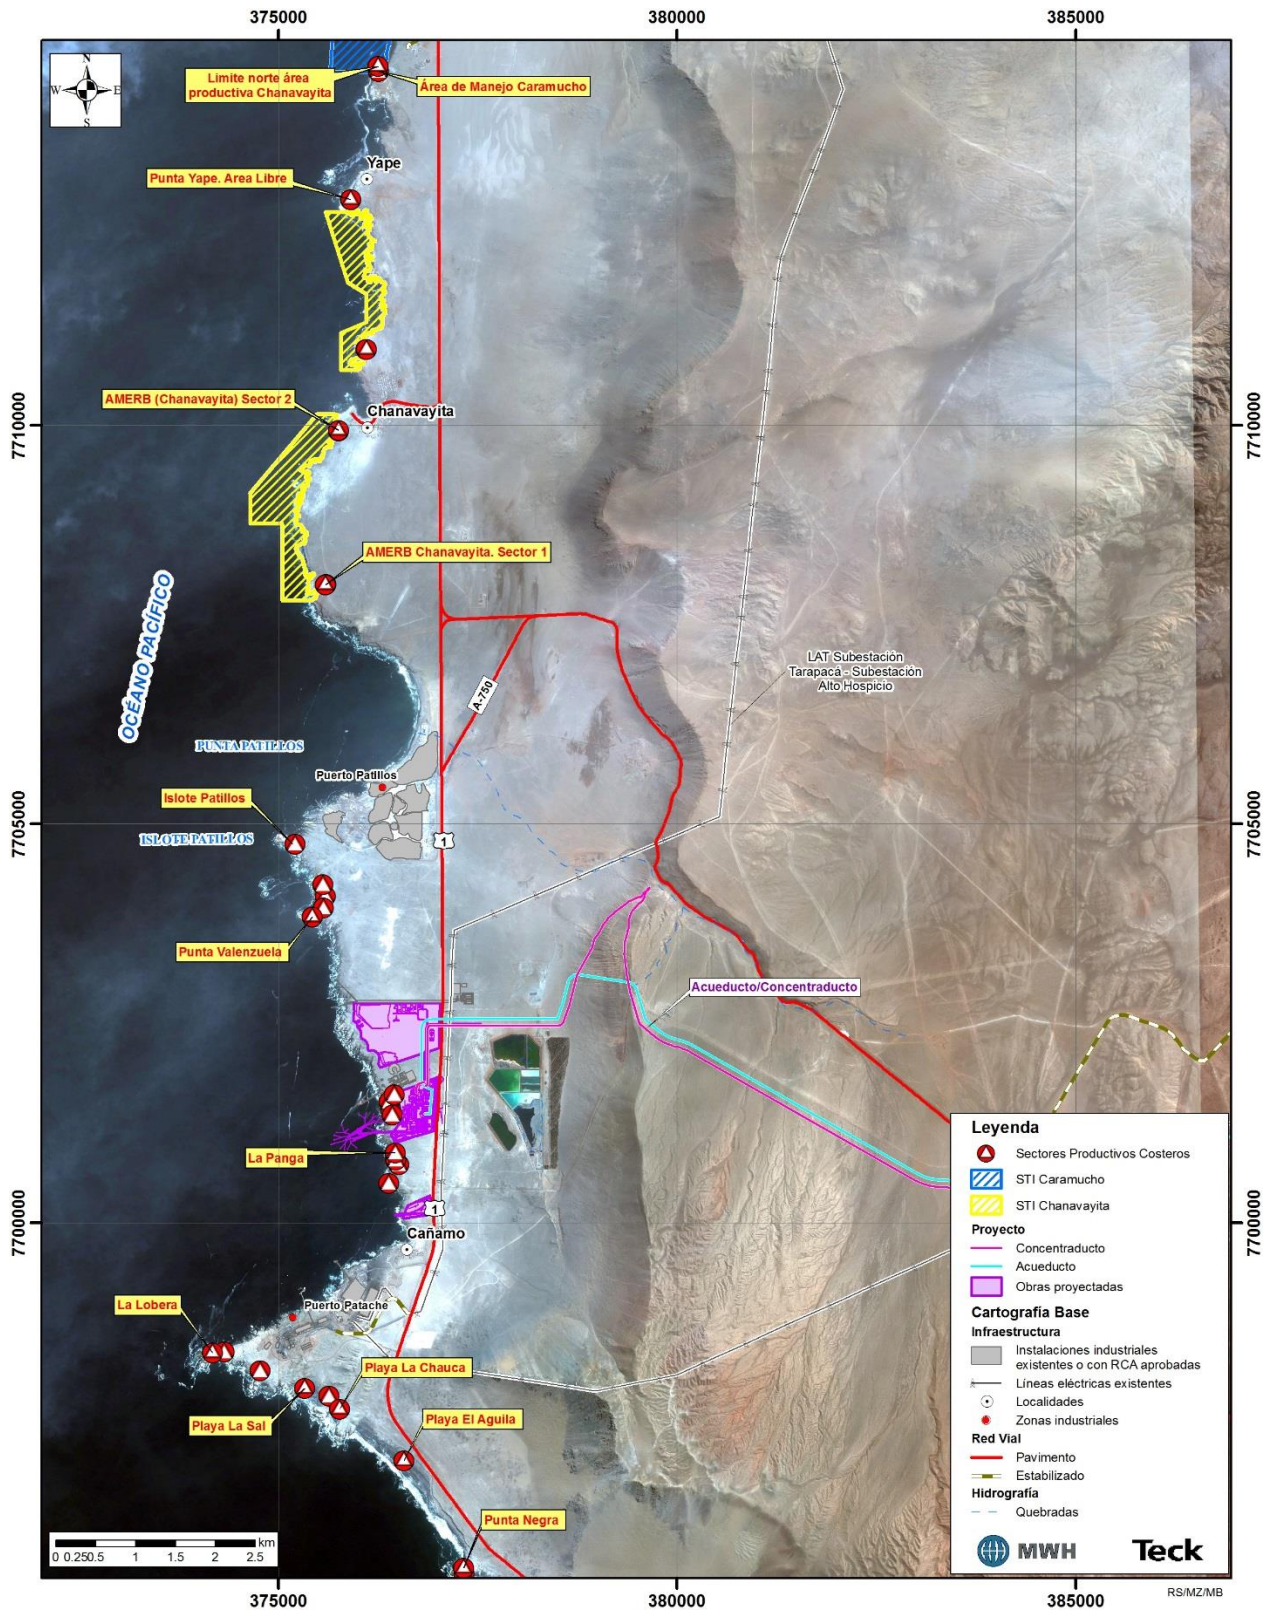 375000
380000
385000
N
W
E
S
Limite norte área
productiva Chanavayita
Área de Manejo Caramucho
Yape
Punta Yape. Area Libre
AMERB (Chanavayita) Sector 2
Chanavayita
7710000
7710000
AMERB Chanavayita. Sector 1
OCÉANO PACÍFICO
LAT Subestación
Tarapacá - Subestación
Alto Hospicio
A-750
PUNTA PATILLOS
Puerto Patillos
Islote Patillos
7705000
7705000
ISLOTE PATILLOS
1
Punta Valenzuela
Acueducto/Concentraducto
La Panga
1
7700000
7700000
Cañamo
Puerto Patache
La Lobera
Playa La Chauca
Playa La Sal
Playa El Aguila
Punta Negra
km
0 0.250.5 1 1.5 2 2.5
Leyenda
Sectores Productivos Costeros
STI Caramucho
STI Chanavayita
Proyecto
Concentraducto
Acueducto
Obras proyectadas
Cartografía Base
Infraestructura
Instalaciones industriales
existentes o con RCA aprobadas
Líneas eléctricas existentes
Localidades
Zonas industriales
Red Vial
Pavimento
Estabilizado
Hidrografía
Quebradas
MWH
Teck
375000
380000
385000
RS/MZ/MB